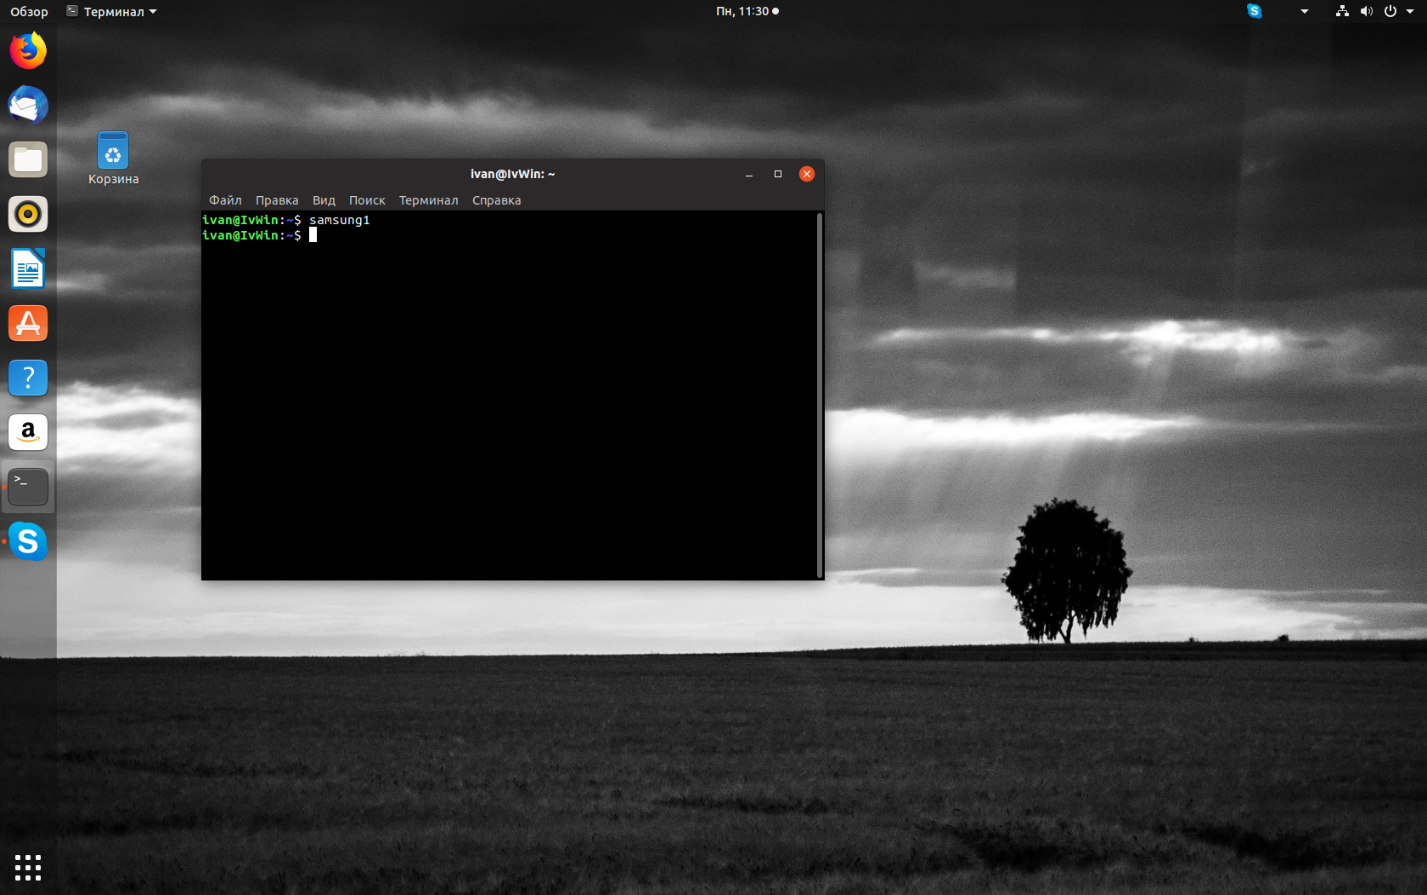 Обзор
Терминал
Пн, 11:30
Корзина
ivan@IvWin: ~
Файл Правка Вид Поиск Терминал Справка
ivan@IvWin:~$ samsung1
ivan@IvWin:~$